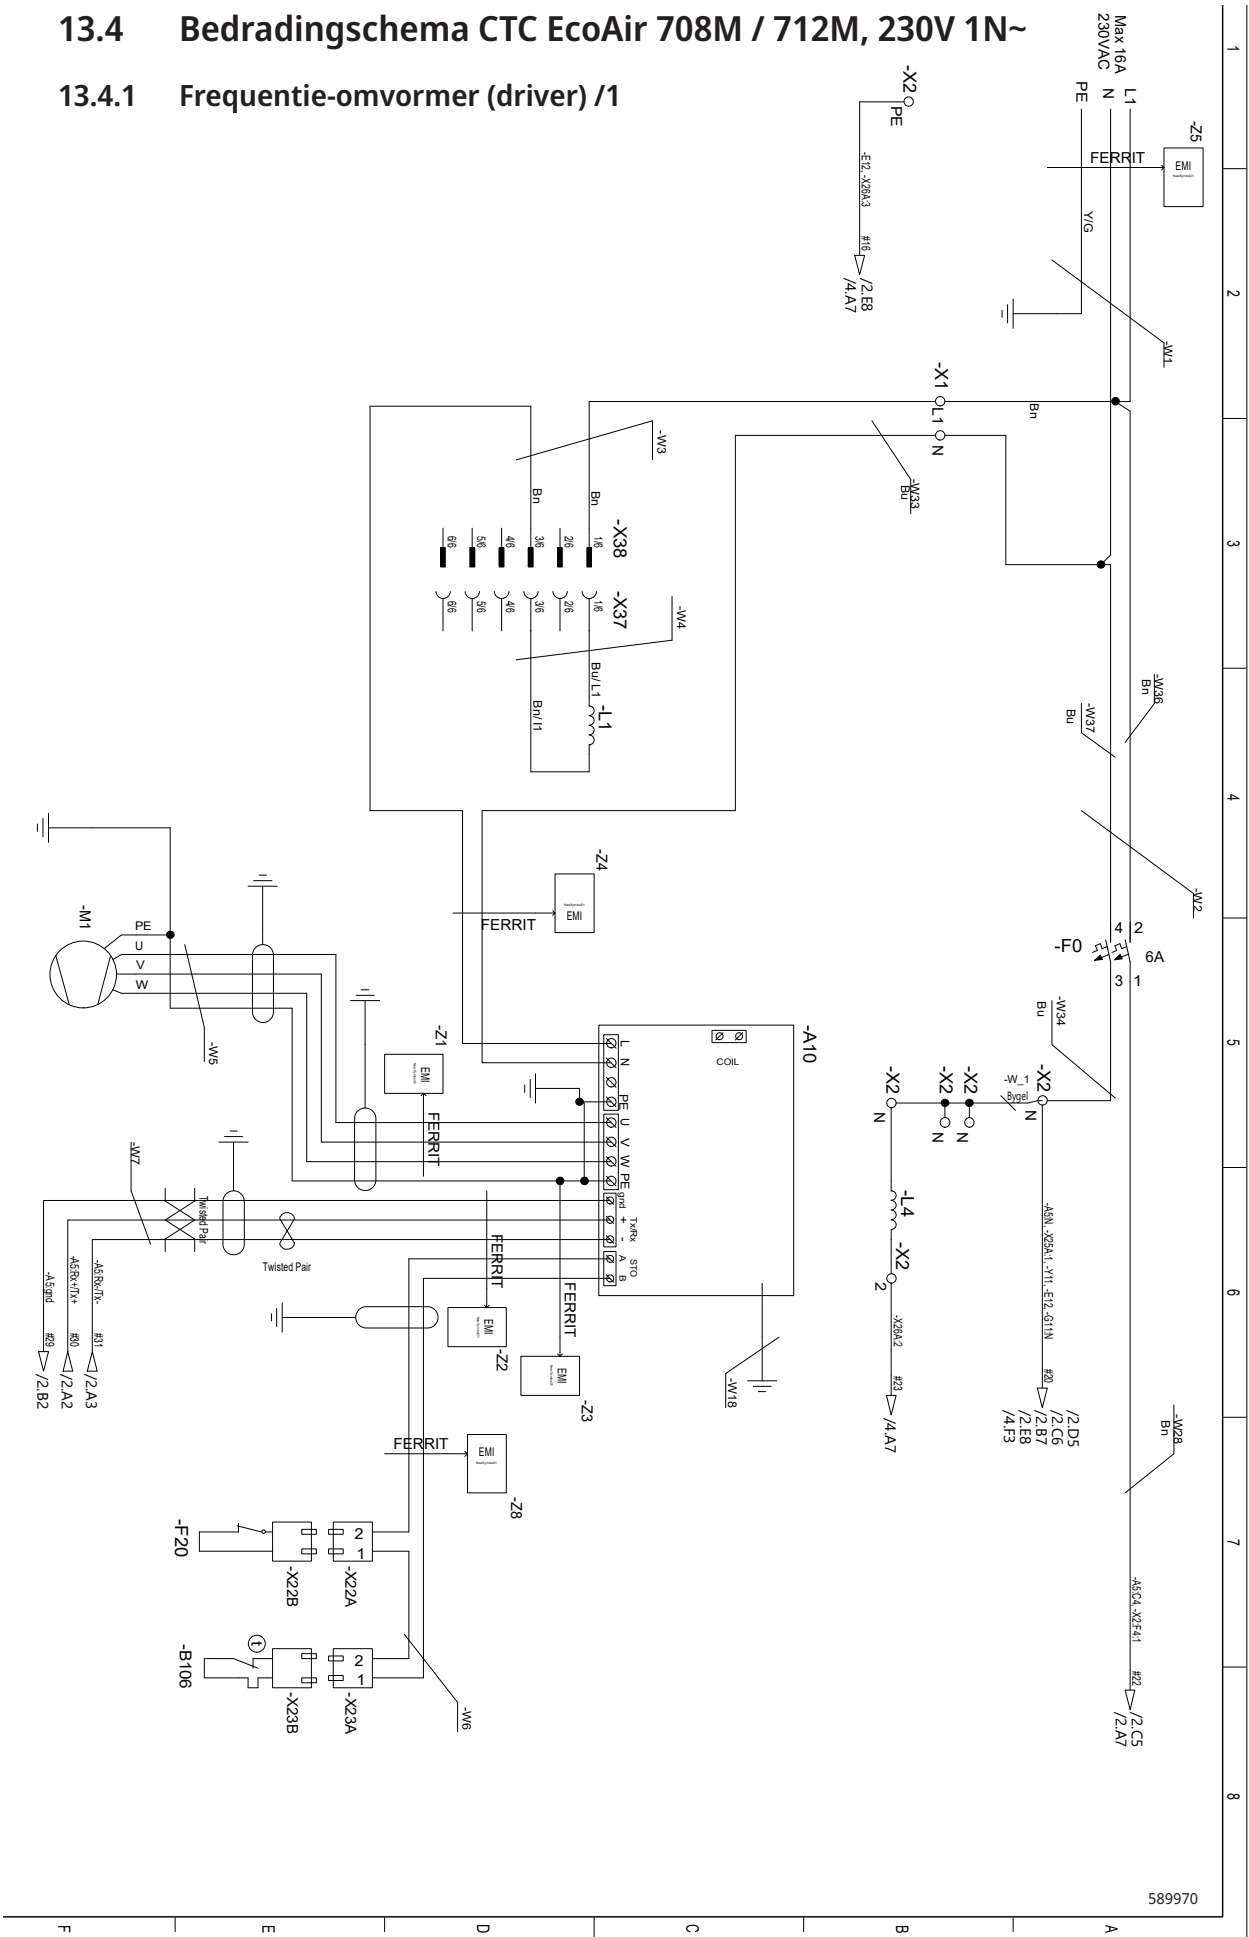 13.4 Bedradingschema CTC EcoAir 708M / 712M, 230V 1N~
13.4.1 Frequentie-omvormer (driver) /1
Max 16A
230VAC
L1
N
PE
-Z5
EMI
FERRIT
Y/G
-W1
-X2
PE
-E12, -X26A:3
#16
/2.E8
/4.A7
-X1
L1
N
Bn
-W33
Bu
-W3
Bn
Bn
-X38
1/6
2/6
3/6
4/6
5/6
6/6
-X37
1/6
2/6
3/6
4/6
5/6
6/6
-W4
Bu/ L1
Bn/ I1
-L1
-W36
Bn
-W37
Bu
-W2
-F0
4
2
6A
3
1
-Z4
EMI
FERRIT
-M1
PE
U
V
W
-W5
-Z1
EMI
FERRIT
-A10
COIL
L
N
PE
U
V
W
PE
gnd
+
-
Tx/Rx
A
B
STO
-W34
Bu
-X2
N
-W_1
Bygel
-X2
N
-X2
N
-X2
N
-L4
-X2
2
-X26A:2
#23
/4.A7
-A5:N, -X25A:1, -Y11, -E12, -G11:N
#20
/2.D5
/2.C6
/2.B7
/2.E8
/4.F3
-W7
Twisted Pair
Twisted Pair
-A5:gnd
#29
/2.B2
-A5:Rx+/Tx+
#30
/2.A2
-A5:Rx-/Tx-
#31
/2.A3
FERRIT
EMI
-Z2
FERRIT
EMI
-Z3
-W18
-W28
Bn
FERRIT
EMI
-Z8
-F20
-X22B
2
1
-X22A
-B106
t
-X23B
2
1
-X23A
-W6
-A5:C4, -X2:F4:1
#22
/2.C5
/2.A7
1
2
3
4
5
6
7
8
589970
F
E
D
C
B
A